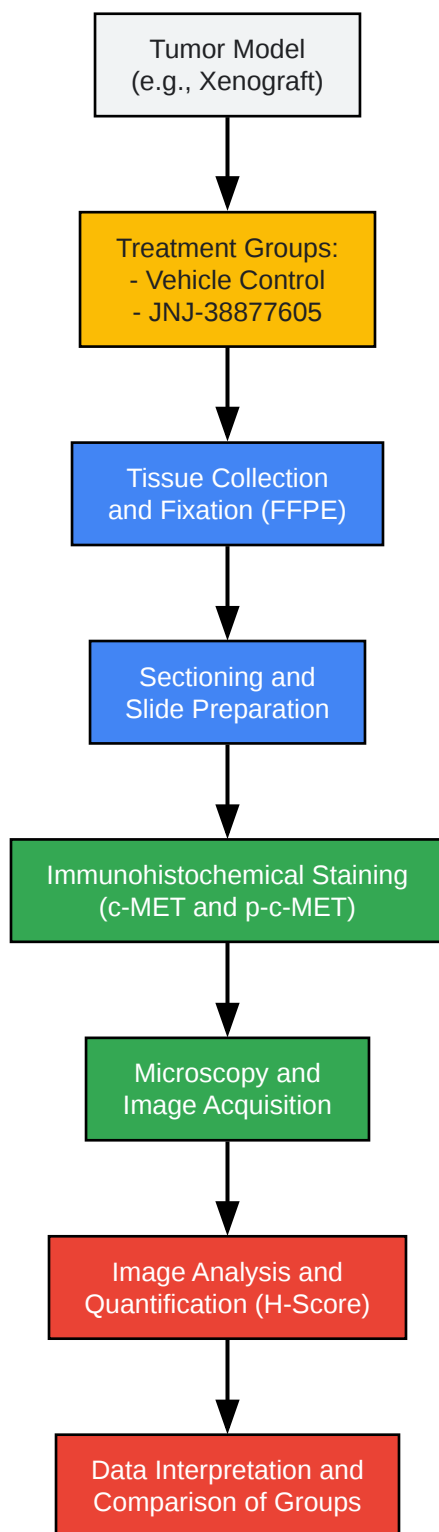 Tumor Model
(e.g., Xenograft)
Treatment Groups:
- Vehicle Control
- JNJ-38877605
Tissue Collection
and Fixation (FFPE)
Sectioning and
Slide Preparation
Immunohistochemical Staining
(c-MET and p-c-MET)
Microscopy and
Image Acquisition
Image Analysis and
Quantification (H-Score)
Data Interpretation and
Comparison of Groups